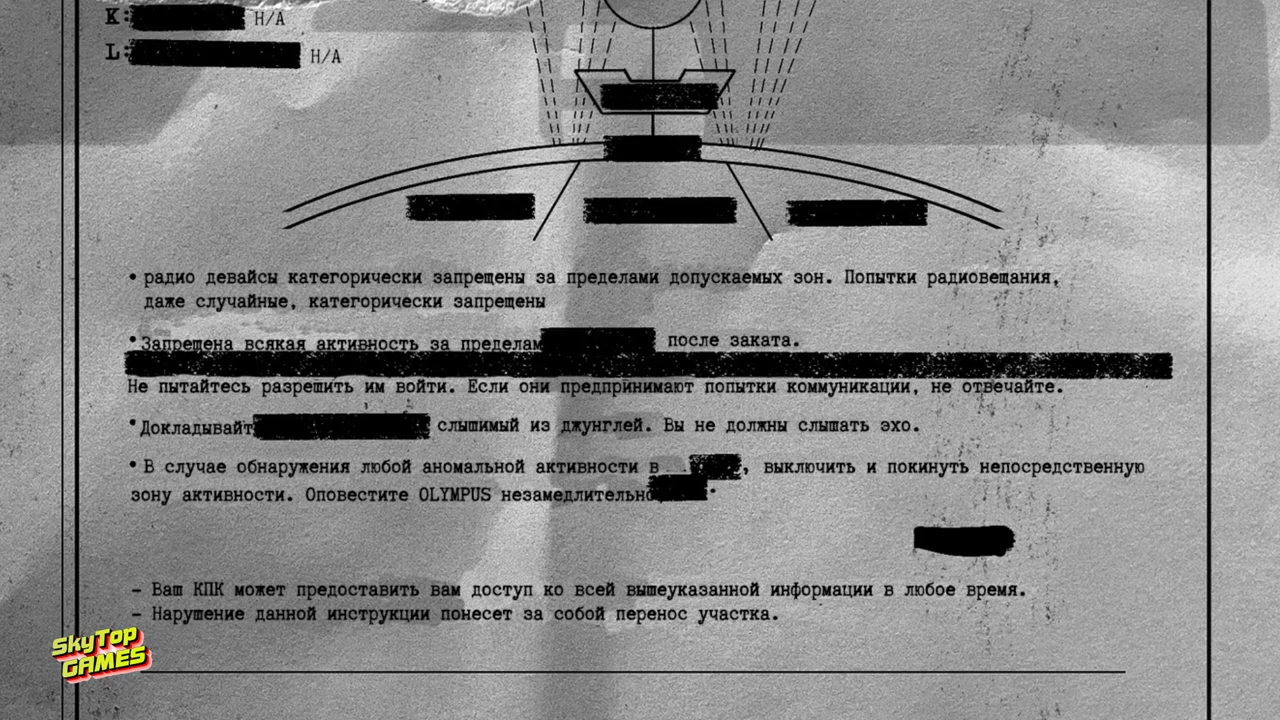 K: Н/А
L: Н/А
• радио девайсы категорически запрещены за пределами допускаемых зон. Попытки радиовещания,
даже случайные, категорически запрещены
• Запрещена всякая активность за пределам после заката.
Не пытайтесь разрешить им войти. Если они предпринимают попытки коммуникации, не отвечайте.
• Докладывайт слышимый из джунглей. Вы не должны слышать эхо.
• В случае обнаружения любой аномальной активности в , выключить и покинуть непосредственную
зону активности. Оповестите OLYMPUS незамедлительно.
– Ваш КПК может предоставить вам доступ ко всей вышеуказанной информации в любое время.
– Нарушение данной инструкции понесет за собой перенос участка.
SkyTop
GAMES